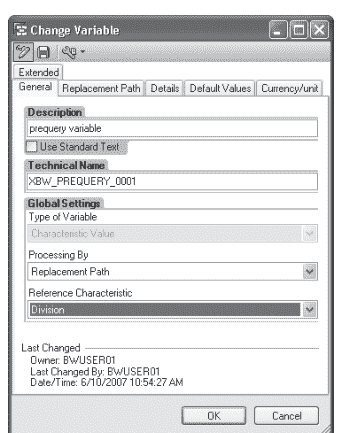 Change Variable
Extended
General Replacement Path Details Default Values Currency/unit
Description
prequery variable
Use Standard Text
Technical Name
XBW_PREQUERY_0001
Global Settings
Type of Variable
Characteristic Value
Processing By
Replacement Path
Reference Characteristic
Division
Last Changed
Owner: BWUSER01
Last Changed By: BWUSER01
Date/Time: 6/10/2007 10:54:27 AM
OK Cancel